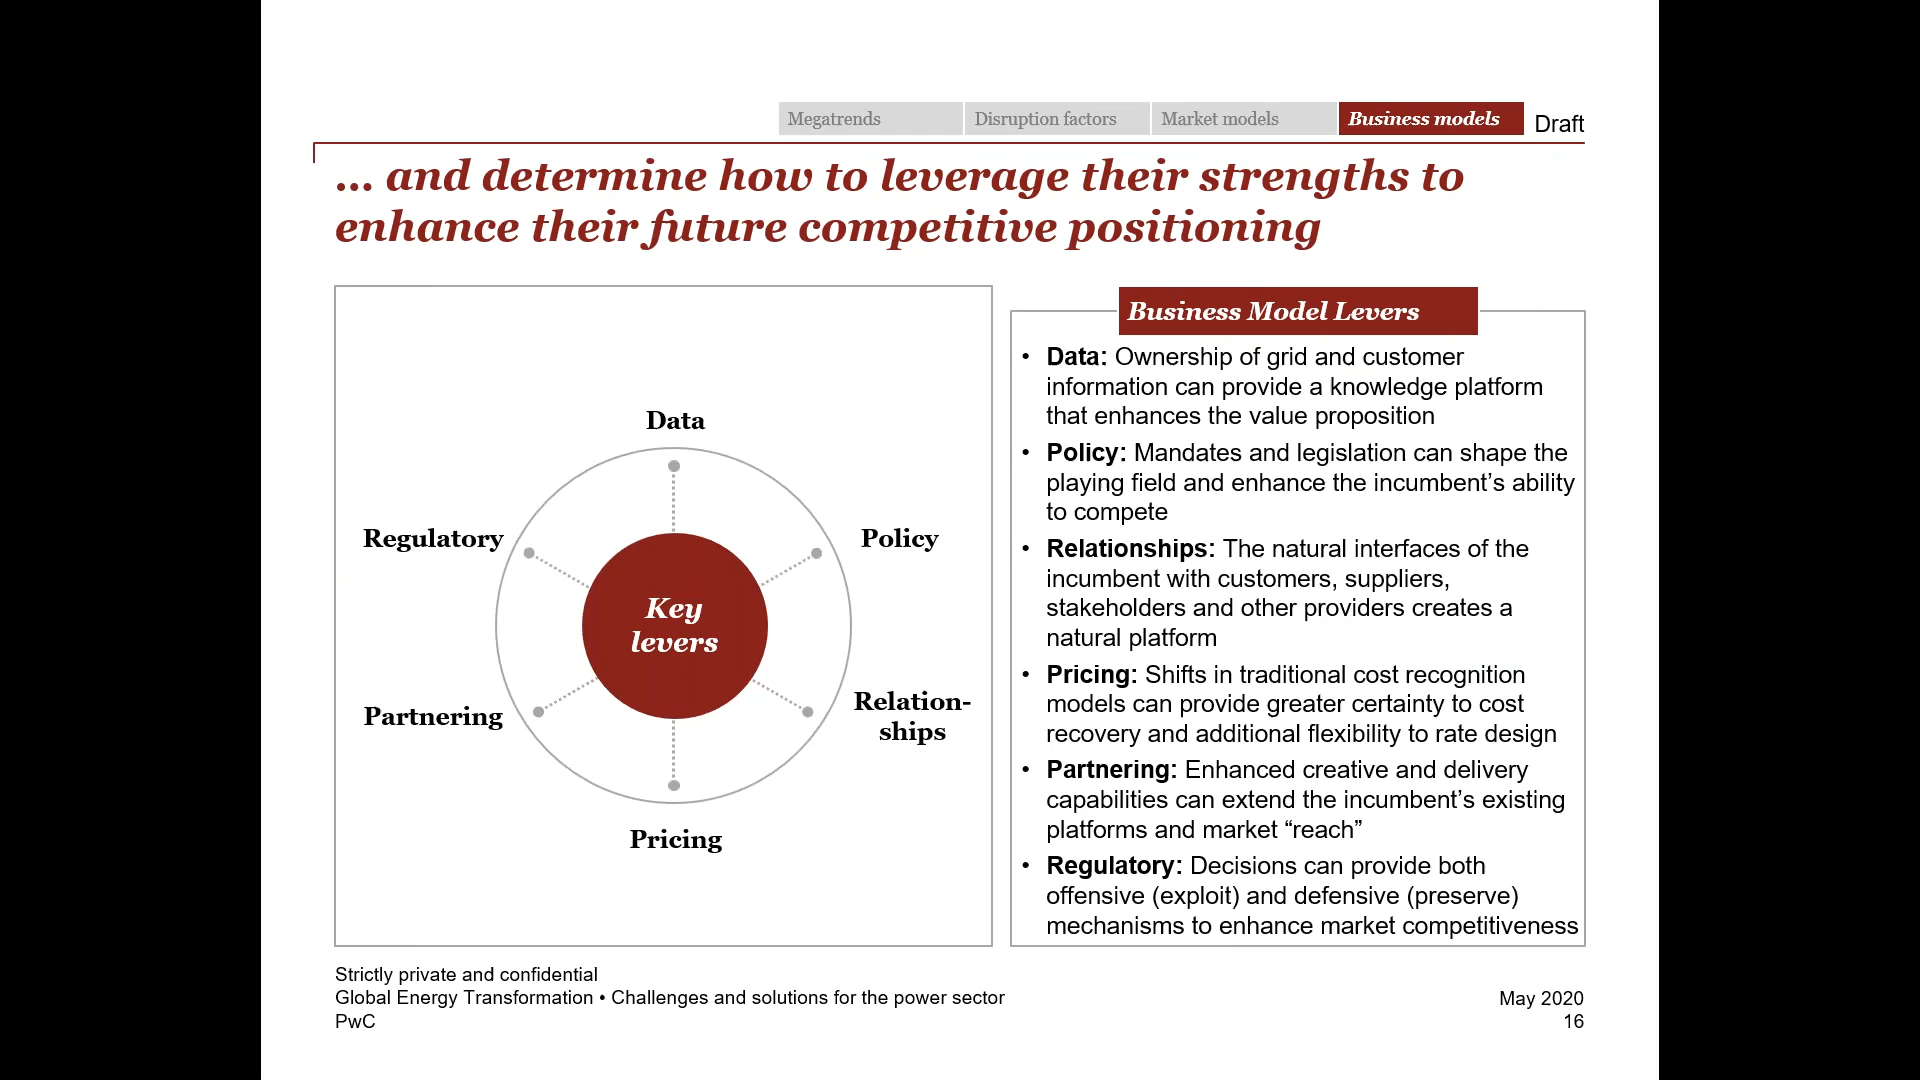 Megatrends
Disruption factors
Market models
Business models
Draft
... and determine how to leverage their strengths to
enhance their future competitive positioning
Data
Regulatory
Policy
Key
levers
Partnering
Relation-
ships
Pricing
Business Model Levers
• Data: Ownership of grid and customer
information can provide a knowledge platform
that enhances the value proposition
• Policy: Mandates and legislation can shape the
playing field and enhance the incumbent’s ability
to compete
• Relationships: The natural interfaces of the
incumbent with customers, suppliers,
stakeholders and other providers creates a
natural platform
• Pricing: Shifts in traditional cost recognition
models can provide greater certainty to cost
recovery and additional flexibility to rate design
• Partnering: Enhanced creative and delivery
capabilities can extend the incumbent’s existing
platforms and market “reach”
• Regulatory: Decisions can provide both
offensive (exploit) and defensive (preserve)
mechanisms to enhance market competitiveness
Strictly private and confidential
Global Energy Transformation • Challenges and solutions for the power sector
PwC
May 2020
16